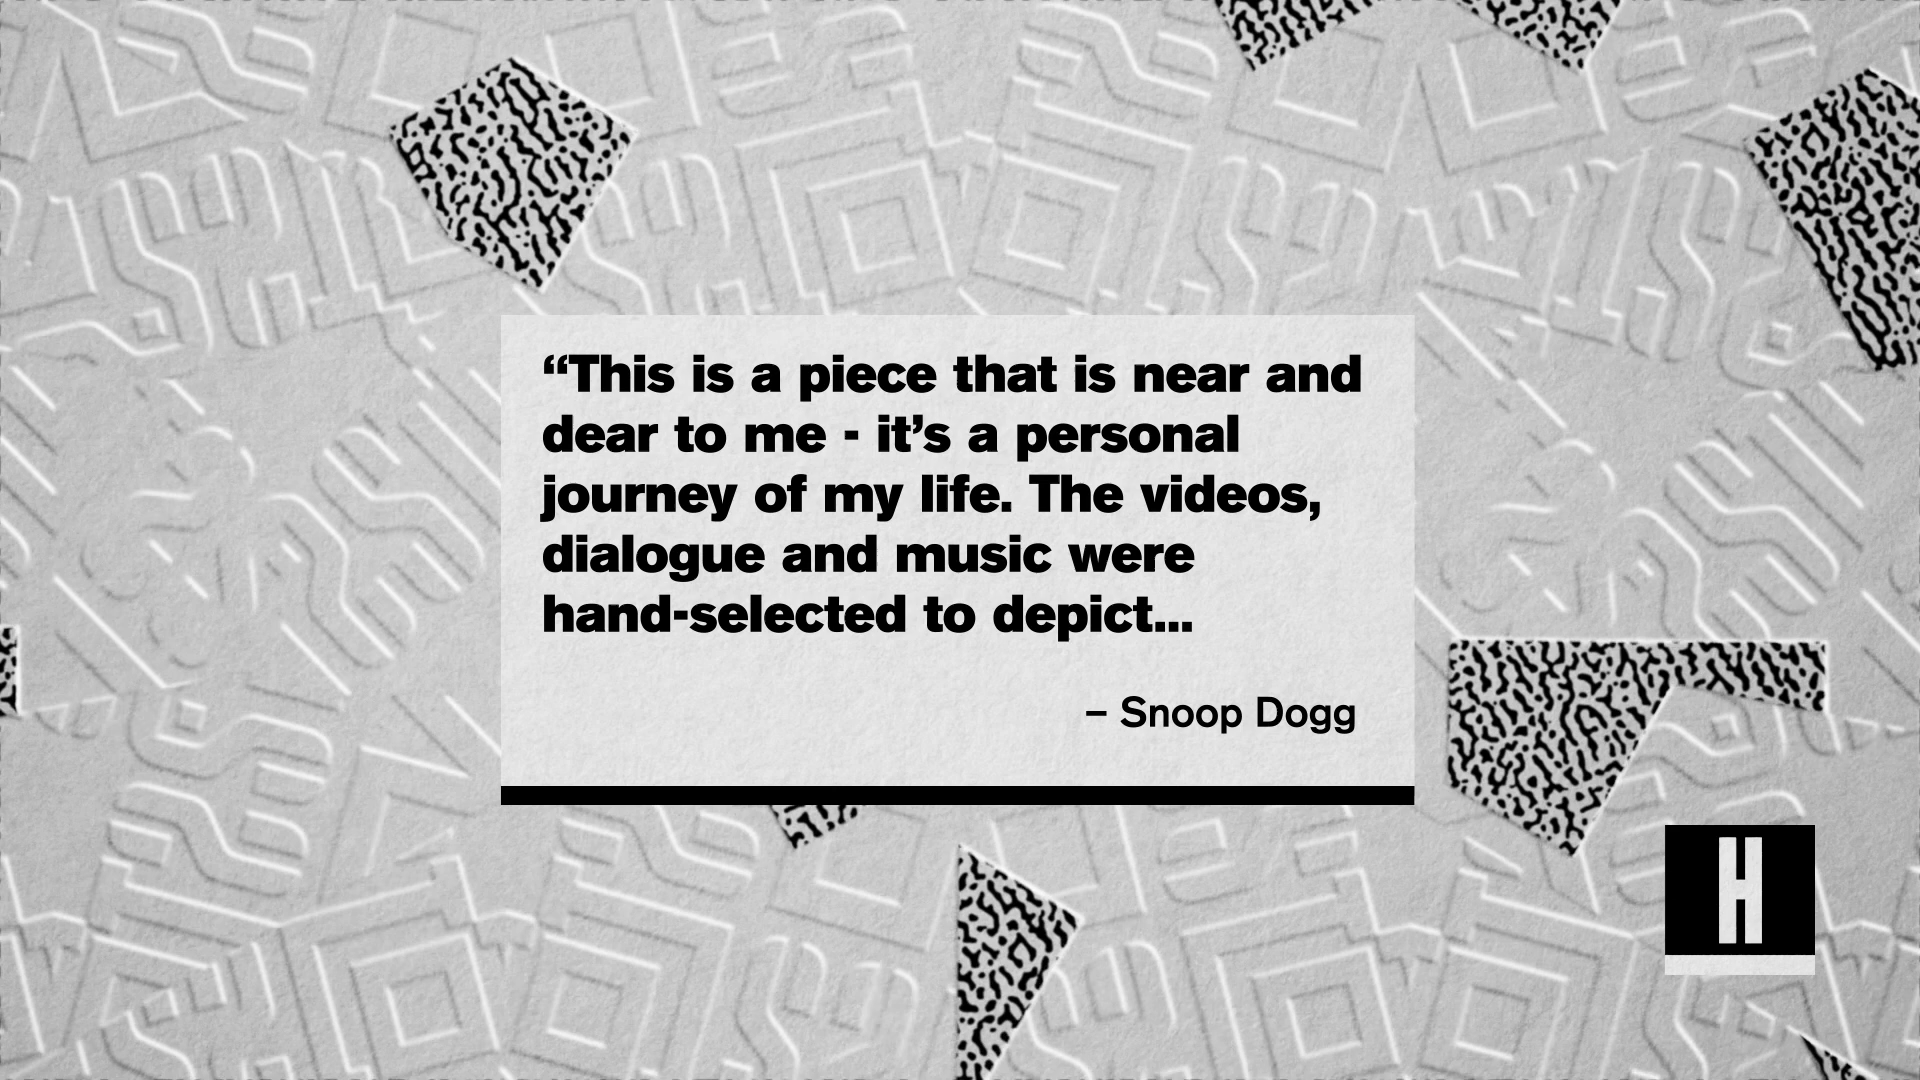 “This is a piece that is near and
dear to me - it’s a personal
journey of my life. The videos,
dialogue and music were
hand-selected to depict...
– Snoop Dogg
H